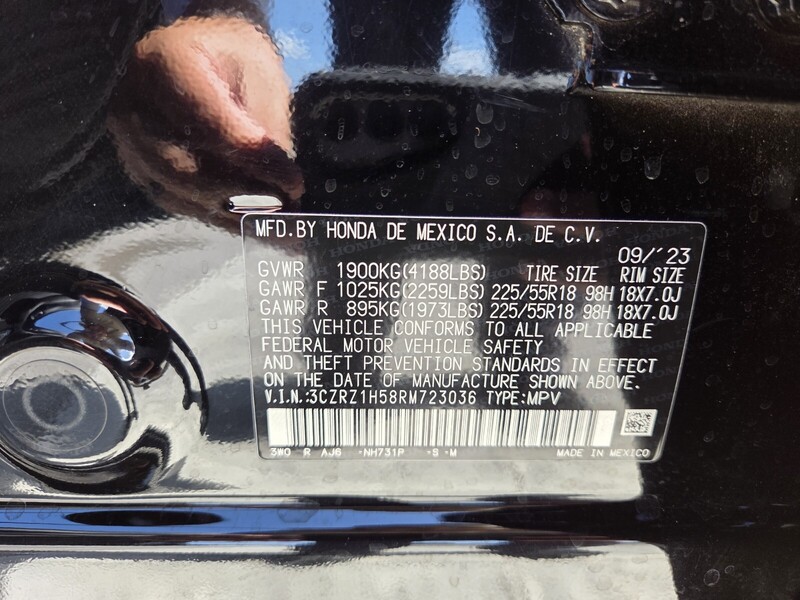 MFD.BY HONDA DE MEXICO S.A. DE C.V.
09/'23
GVWR 1900KG(4188LBS) TIRE SIZE RIM SIZE
GAWR F 1025KG(2259LBS) 225/55R18 98H 18X7.0J
GAWR R 895KG(1973LBS) 225/55R18 98H 18X7.0J
THIS VEHICLE CONFORMS TO ALL APPLICABLE
FEDERAL MOTOR VEHICLE SAFETY
AND THEFT PREVENTION STANDARDS IN EFFECT
ON THE DATE OF MANUFACTURE SHOWN ABOVE.
V.I.N.:3CZRZ1H58RM723036 TYPE:MPV
3W0 R AJ6 •NH731P •S •M MADE IN MEXICO